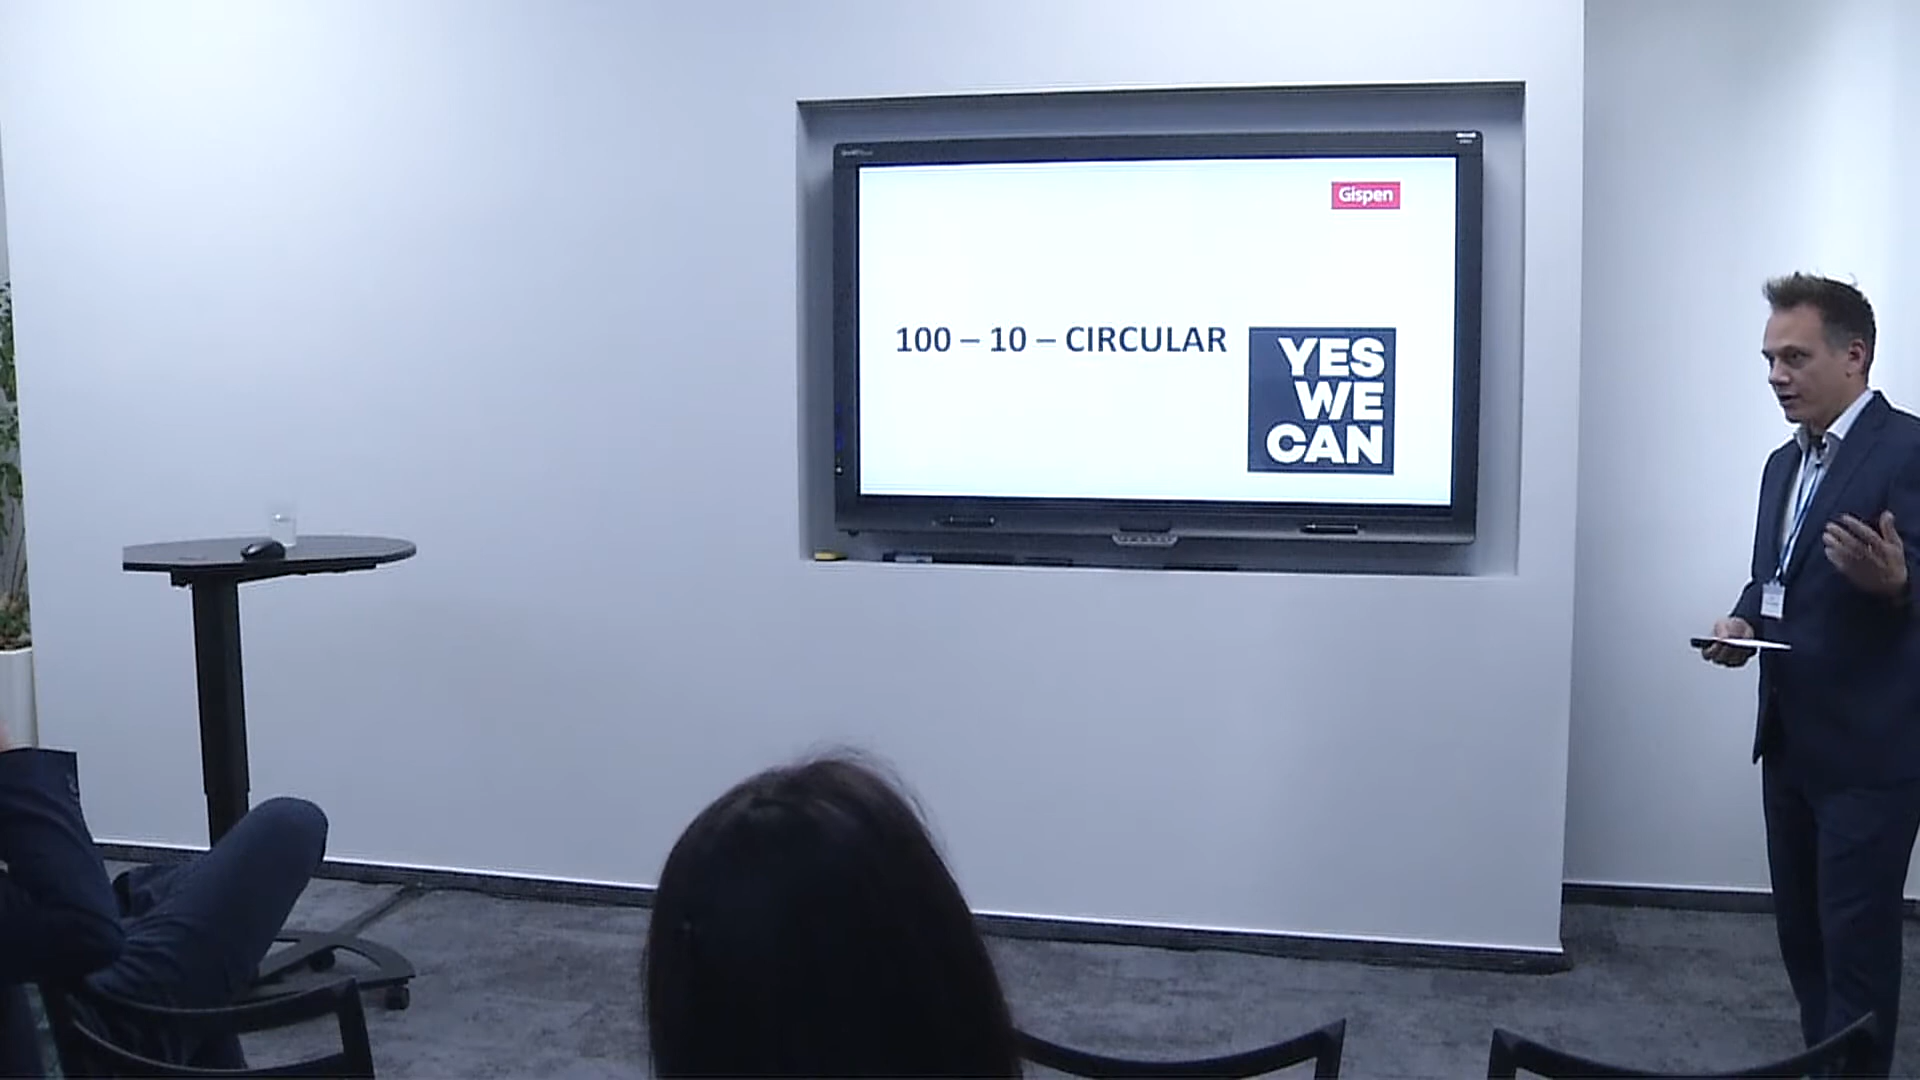 Gispen
100 – 10 – CIRCULAR
YES
WE
CAN